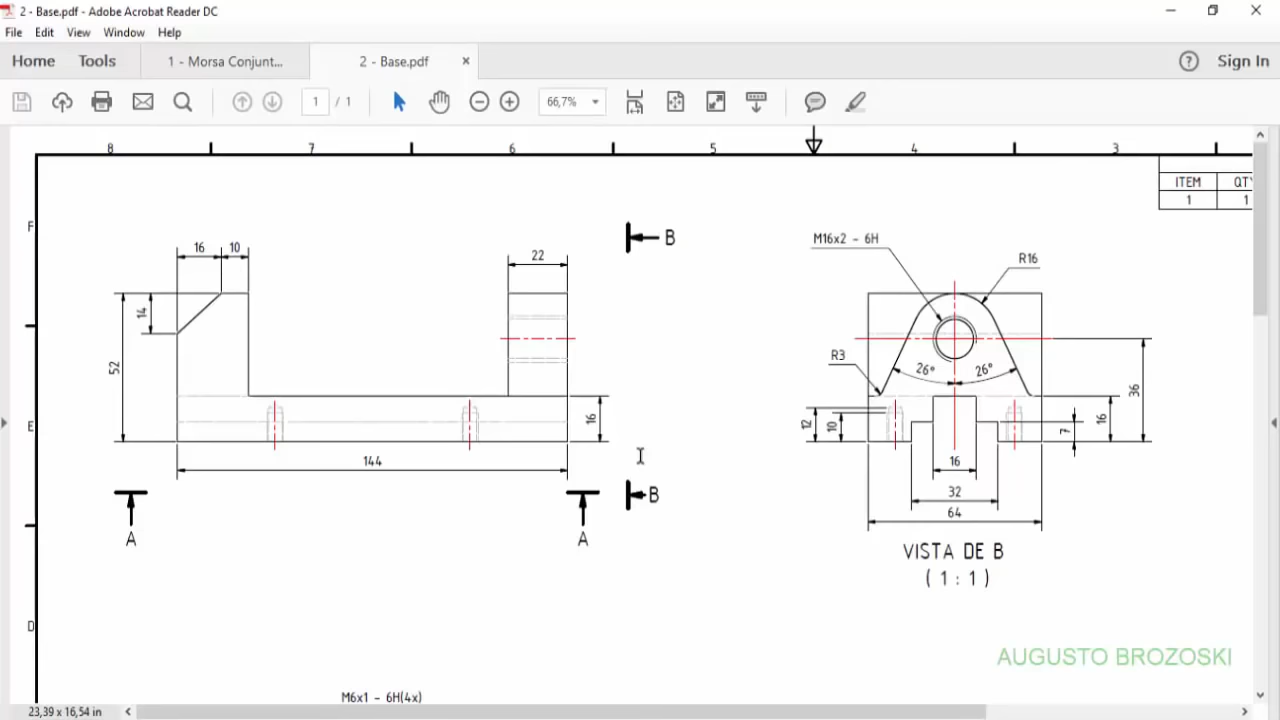 2 - Base.pdf - Adobe Acrobat Reader DC
File Edit View Window Help
Home Tools 1 - Morsa Conjunt... 2 - Base.pdf × ? Sign In
1 / 1 66,7%
8 7 6 5 4 3
ITEM QT
1 1
F
E
D
B
16 10
22
14
52
16
144
B
A A
M16x2 - 6H
R16
R3
26° 26°
12
10
7
16
36
16
32
64
VISTA DE B
( 1 : 1 )
AUGUSTO BROZOSKI
M6x1 - 6H(4x)
23,39 x 16,54 in